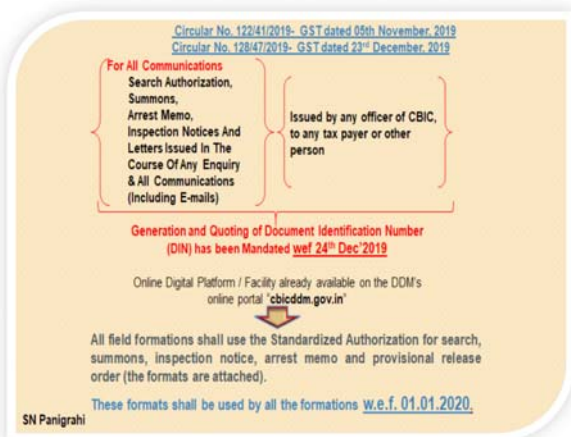 Circular No. 122/41/2019- GST dated 05th November, 2019
Circular No. 128/47/2019- GST dated 23rd December, 2019
For All Communications
Search Authorization,
Summons,
Arrest Memo,
Inspection Notices And
Letters Issued In The
Course Of Any Enquiry
& All Communications
(Including E-mails)
Issued by any officer of CBIC,
to any tax payer or other
person
Generation and Quoting of Document Identification Number
(DIN) has been Mandated wef 24th Dec'2019
Online Digital Platform / Facility already available on the DDM's
online portal "cbicddm.gov.in"
All field formations shall use the Standardized Authorization for search,
summons, inspection notice, arrest memo and provisional release
order (the formats are attached).
These formats shall be used by all the formations w.e.f. 01.01.2020.
SN Panigrahi